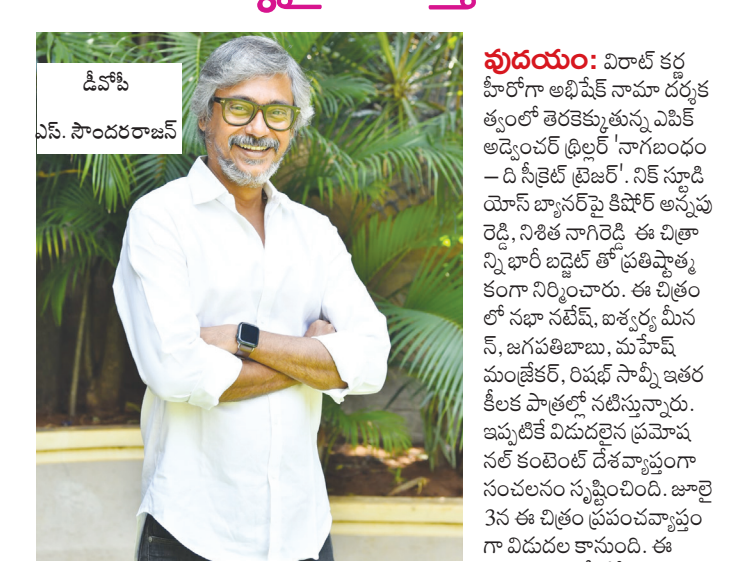 డీవోపీ
ఎస్. సౌందరరాజన్
వుదయం: విరాట్ కర్ణ
హీరోగా అభిషేక్ నామా దర్శక
త్వంలో తెరకెక్కుతున్న ఎపిక్
అడ్వెంచర్ థ్రిల్లర్ 'నాగబంధం
– ది సీక్రెట్ ట్రెజర్'. నిక్ స్టూడి
యోస్ బ్యానర్‌పై కిషోర్ అన్నపు
రెడ్డి, నిశిత నాగిరెడ్డి ఈ చిత్రా
న్ని భారీ బడ్జెట్ తో ప్రతిష్టాత్మ
కంగా నిర్మించారు. ఈ చిత్రం
లో నభా నటేష్, ఐశ్వర్య మీన
న్, జగపతిబాబు, మహేష్
మంజ్రేకర్, రిషభ్ సావ్నీ ఇతర
కీలక పాత్రల్లో నటిస్తున్నారు.
ఇప్పటికే విడుదలైన ప్రమోష
నల్ కంటెంట్ దేశవ్యాప్తంగా
సంచలనం సృష్టించింది. జూలై
3న ఈ చిత్రం ప్రపంచవ్యాప్తం
గా విడుదల కానుంది. ఈ